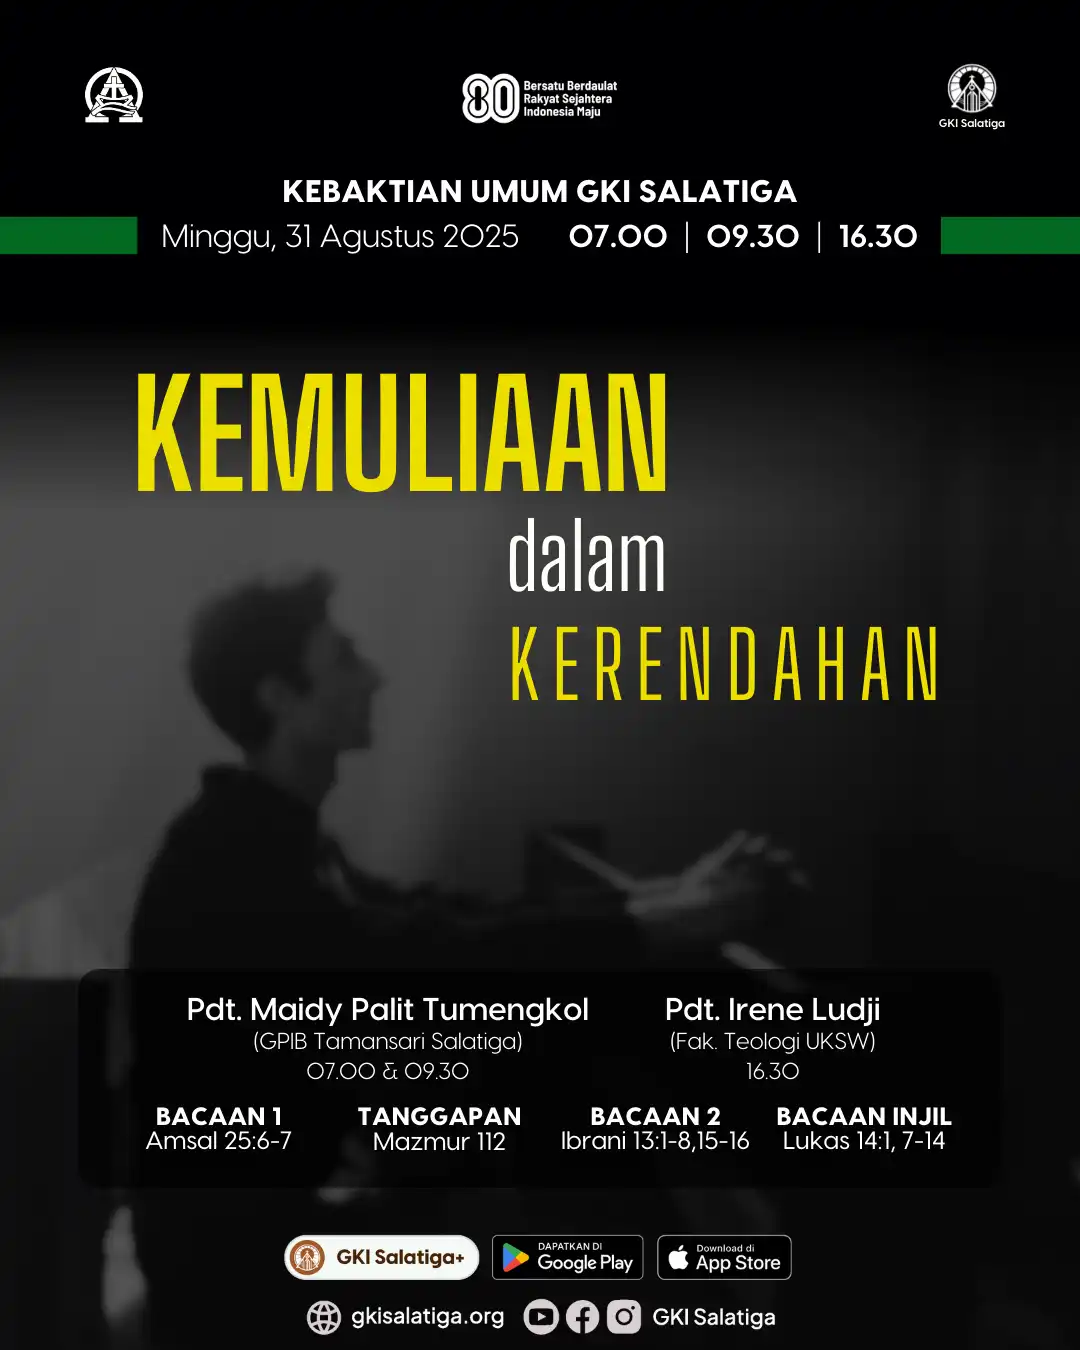 80 Bersatu Berdaulat
Rakyat Sejahtera
Indonesia Maju
GKI Salatiga
KEBAKTIAN UMUM GKI SALATIGA
Minggu, 31 Agustus 2025 07.00 | 09.30 | 16.30
KEMULIAAN
dalam
KERENDAHAN
Pdt. Maidy Palit Tumengkol
(GPIB Tamansari Salatiga)
07.00 & 09.30
Pdt. Irene Ludji
(Fak. Teologi UKSW)
16.30
BACAAN 1
Amsal 25:6-7
TANGGAPAN
Mazmur 112
BACAAN 2
Ibrani 13:1-8,15-16
BACAAN INJIL
Lukas 14:1, 7-14
GKI Salatiga+
DAPATKAN DI
Google Play
Download di
App Store
gkisalatiga.org
GKI Salatiga